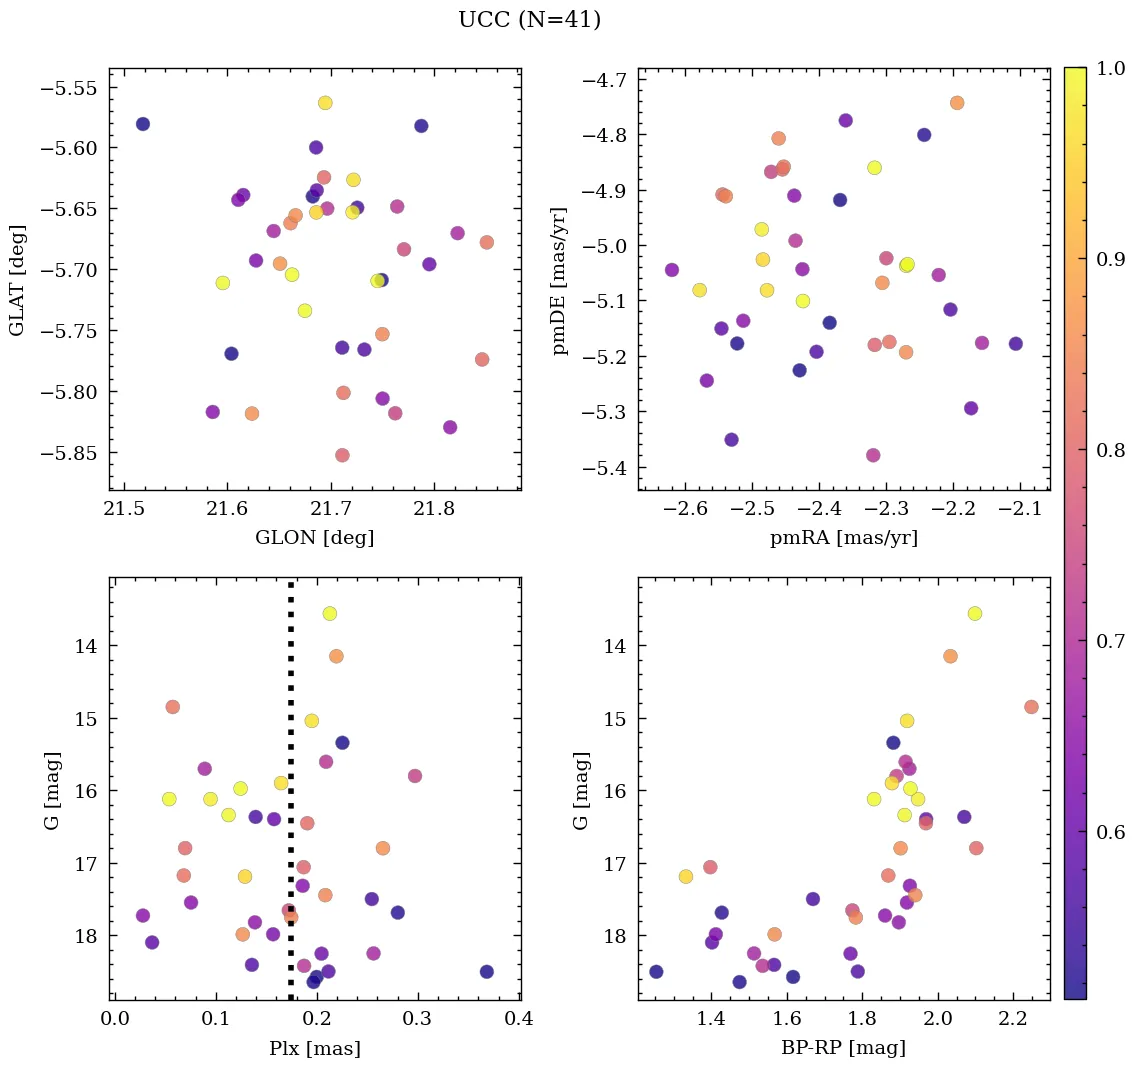 UCC (N=41)
−5.55
−5.60
−5.65
−5.70
−5.75
−5.80
−5.85
GLAT [deg]
21.5 21.6 21.7 21.8
GLON [deg]
−4.7
−4.8
−4.9
−5.0
−5.1
−5.2
−5.3
−5.4
pmDE [mas/yr]
−2.6 −2.5 −2.4 −2.3 −2.2 −2.1
pmRA [mas/yr]
14
15
16
17
18
G [mag]
0.0 0.1 0.2 0.3 0.4
Plx [mas]
14
15
16
17
18
G [mag]
1.4 1.6 1.8 2.0 2.2
BP-RP [mag]
1.0
0.9
0.8
0.7
0.6